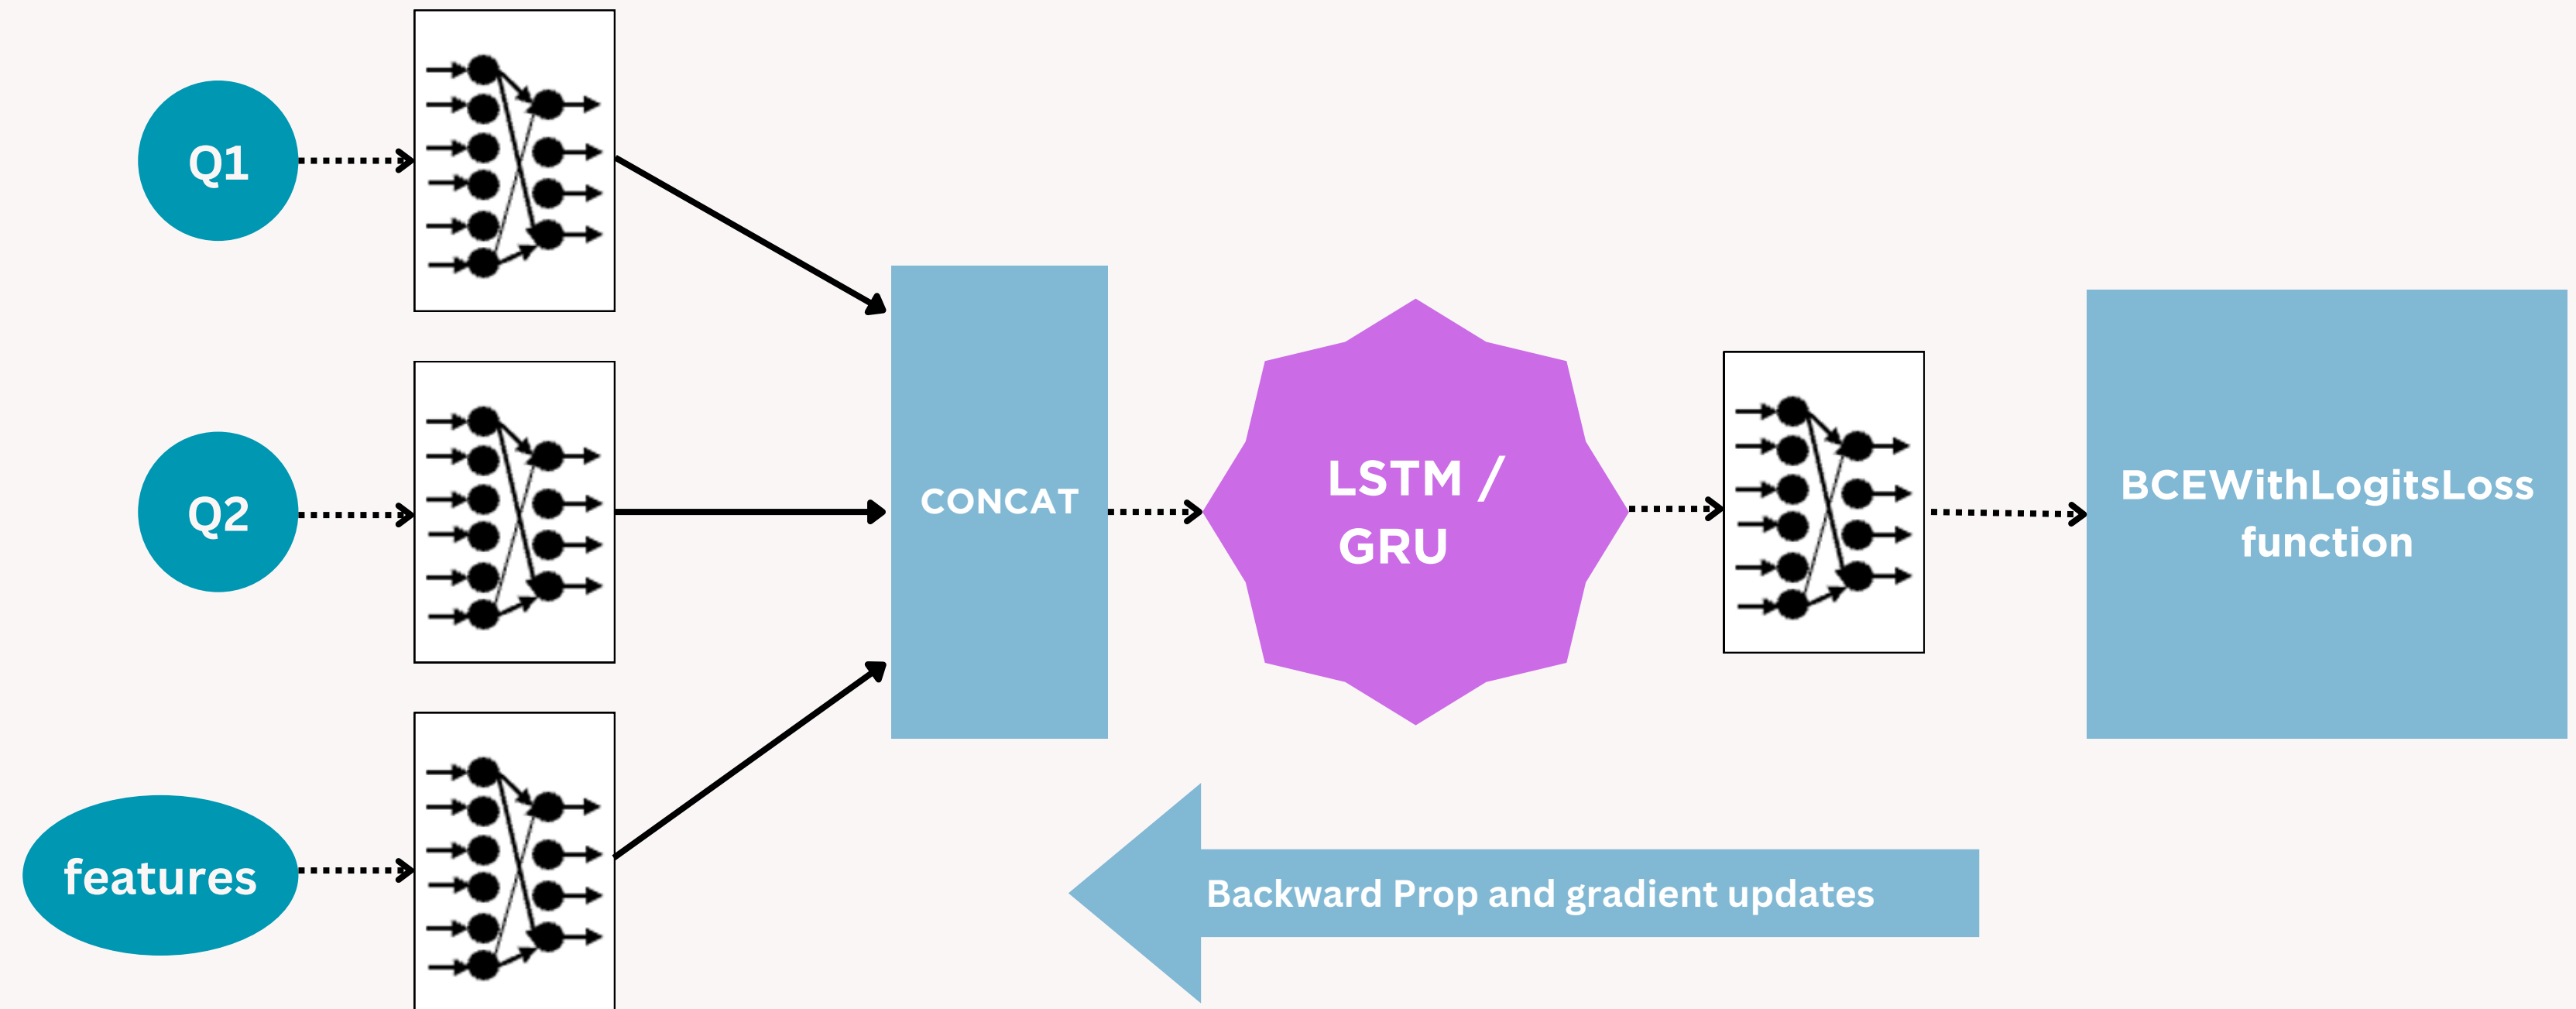 Q1
Q2
features
CONCAT
LSTM /
GRU
BCEWithLogitsLoss
function
Backward Prop and gradient updates